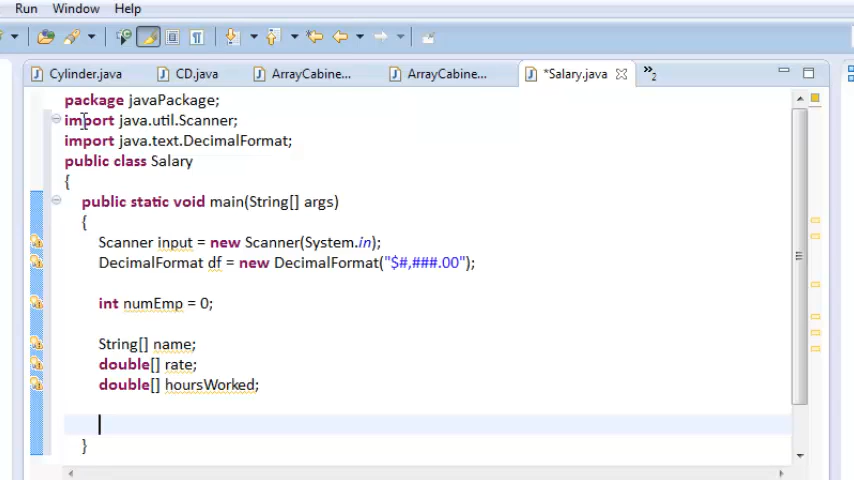 Run Window Help
Cylinder.java CD.java ArrayCabine... ArrayCabine... *Salary.java »2
package javaPackage;
import java.util.Scanner;
import java.text.DecimalFormat;
public class Salary
{
public static void main(String[] args)
{
Scanner input = new Scanner(System.in);
DecimalFormat df = new DecimalFormat("$#,###.00");
int numEmp = 0;
String[] name;
double[] rate;
double[] hoursWorked;
}